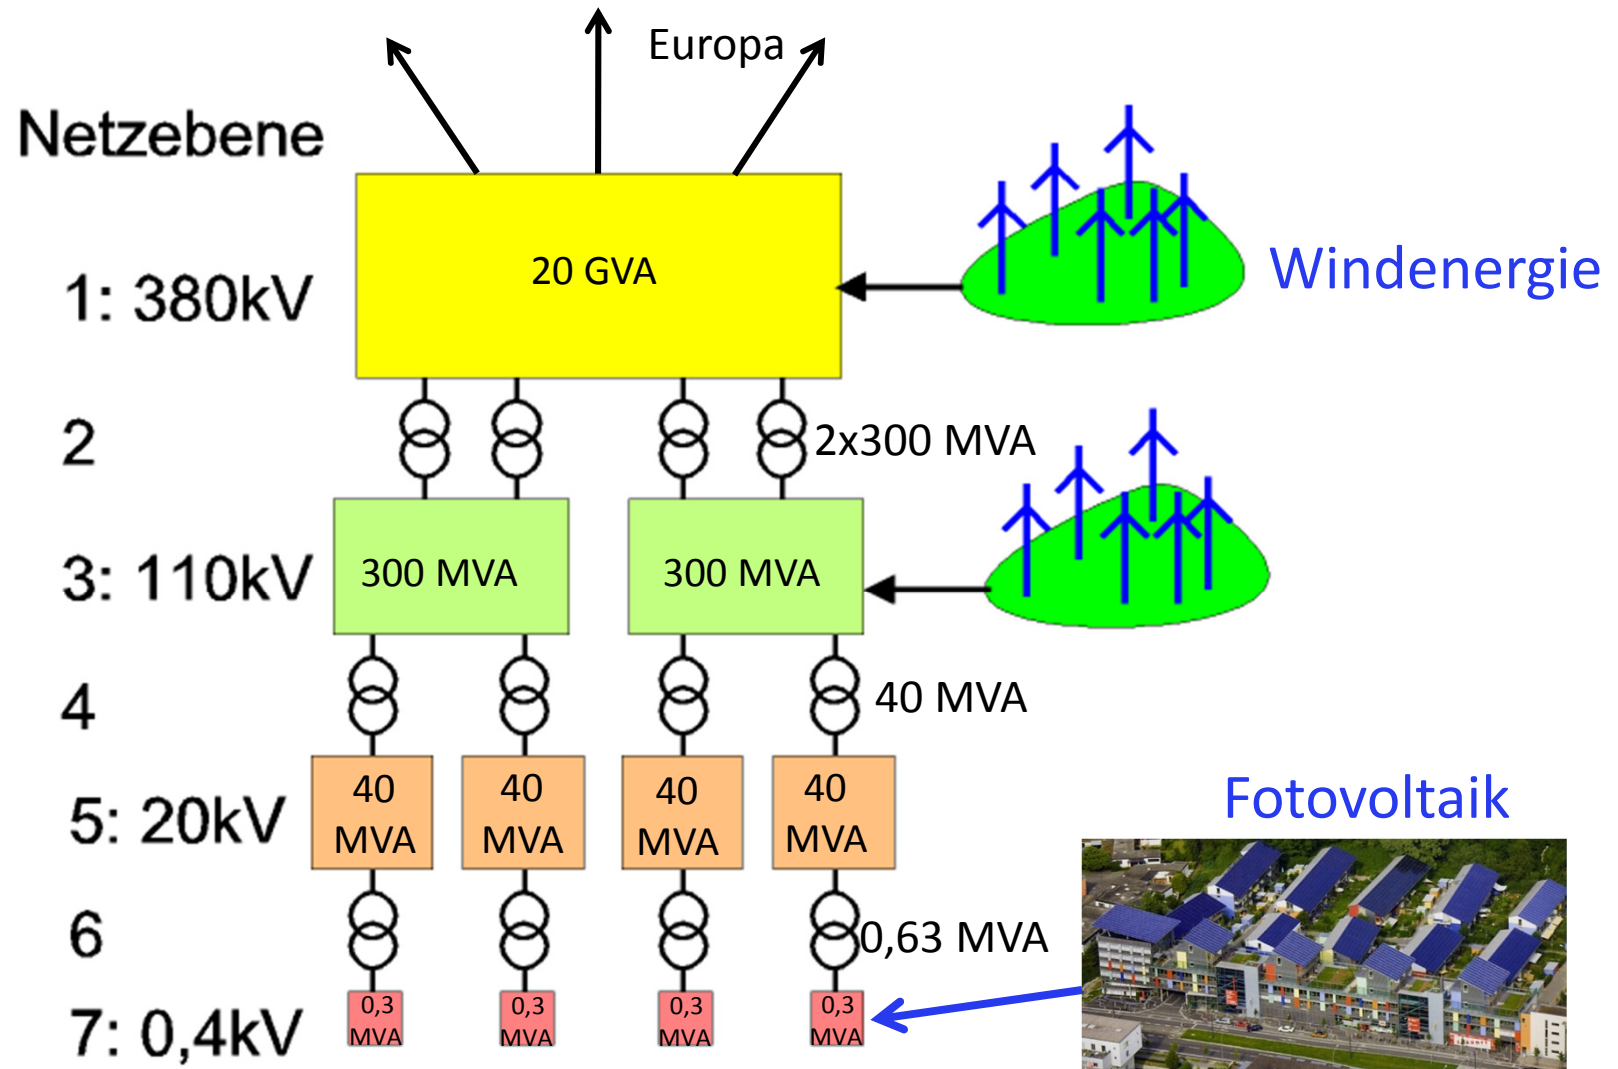 Europa
Netzebene
1: 380kV
20 GVA
Windenergie
2
2x300 MVA
3: 110kV
300 MVA
300 MVA
4
40 MVA
5: 20kV
40
MVA
40
MVA
40
MVA
40
MVA
Fotovoltaik
6
0,63 MVA
7: 0,4kV
0,3
MVA
0,3
MVA
0,3
MVA
0,3
MVA